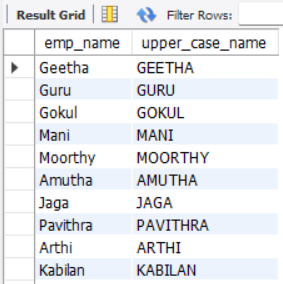 Result Grid Filter Rows:
emp_name upper_case_name
Geetha GEETHA
Guru GURU
Gokul GOKUL
Mani MANI
Moorthy MOORTHY
Amutha AMUTHA
Jaga JAGA
Pavithra PAVITHRA
Arthi ARTHI
Kabilan KABILAN